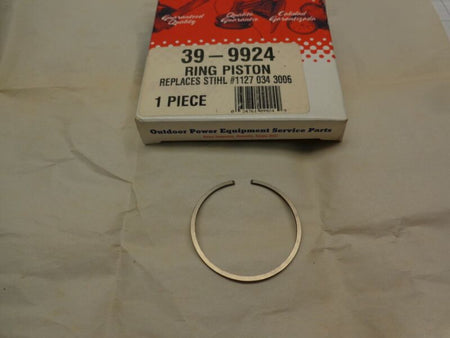 Guaranteed Qualité Calidad
Quality Garantie Garantizada
39-9924
RING PISTON
REPLACES STIHL #1127 034 3006
1 PIECE
Outdoor Power Equipment Service Parts